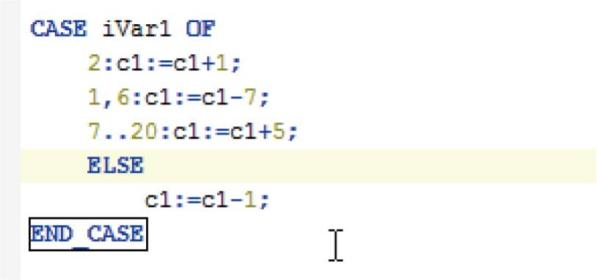 CASE iVar1 OF
2:c1:=c1+1;
1,6:c1:=c1-7;
7..20:c1:=c1+5;
ELSE
c1:=c1-1;
END_CASE